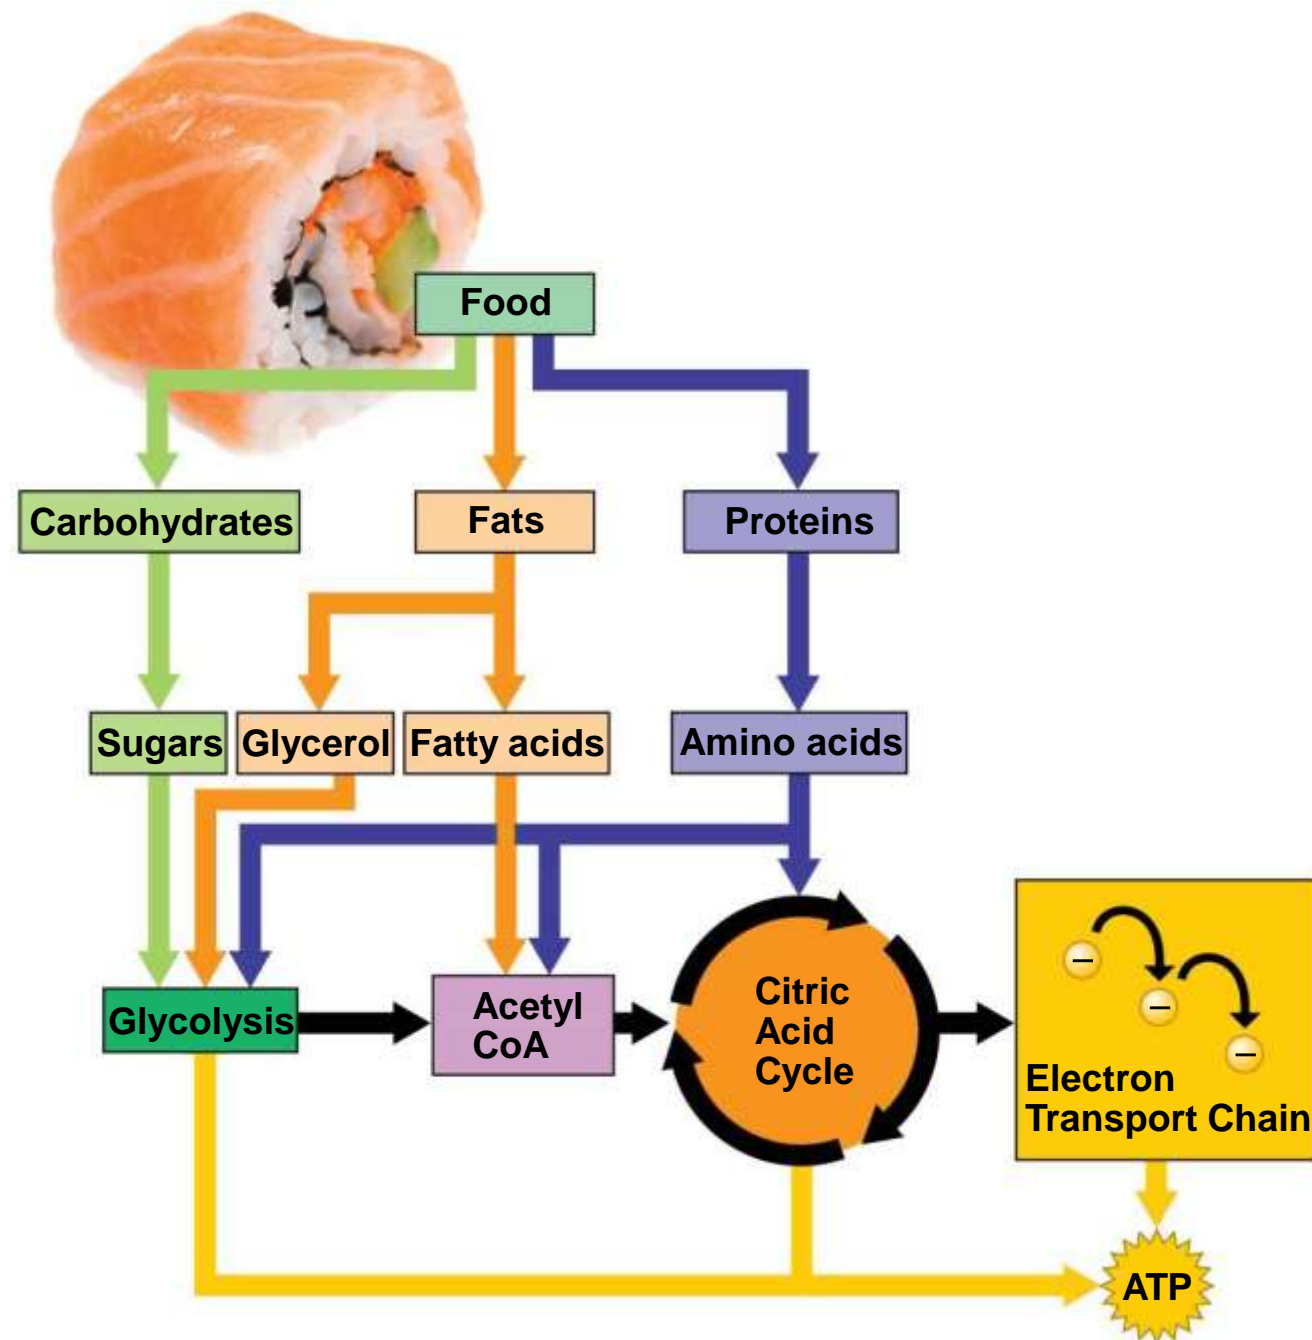 Food
Carbohydrates
Fats
Proteins
Sugars
Glycerol
Fatty acids
Amino acids
Glycolysis
Acetyl
CoA
Citric
Acid
Cycle
Electron
Transport Chain
ATP